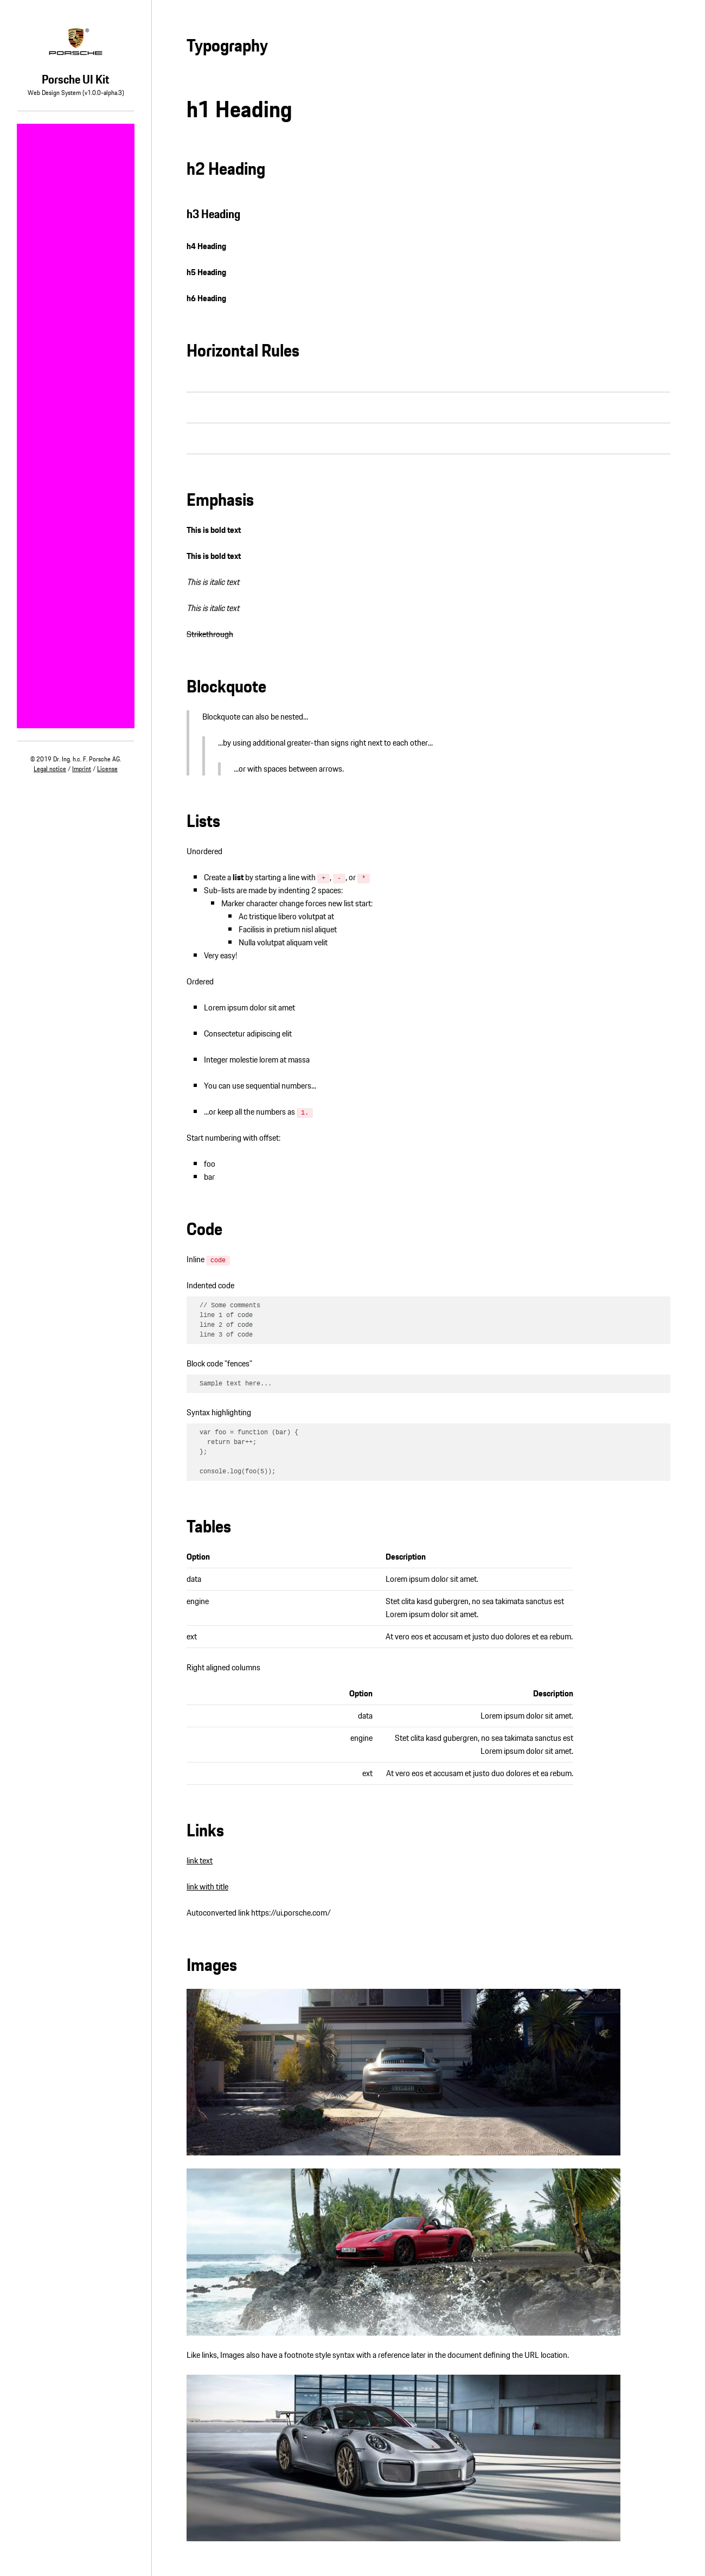 ®
PORSCHE
Porsche UI Kit
Web Design System (v1.0.0-alpha.3)
© 2019 Dr. Ing. h.c. F. Porsche AG.
Legal notice / Imprint / License
Typography
h1 Heading
h2 Heading
h3 Heading
h4 Heading
h5 Heading
h6 Heading
Horizontal Rules
Emphasis
This is bold text
This is bold text
This is italic text
This is italic text
Strikethrough
Blockquote
Blockquote can also be nested...
...by using additional greater-than signs right next to each other...
...or with spaces between arrows.
Lists
Unordered
Create a list by starting a line with +, -, or *
Sub-lists are made by indenting 2 spaces:
Marker character change forces new list start:
Ac tristique libero volutpat at
Facilisis in pretium nisl aliquet
Nulla volutpat aliquam velit
Very easy!
Ordered
Lorem ipsum dolor sit amet
Consectetur adipiscing elit
Integer molestie lorem at massa
You can use sequential numbers...
...or keep all the numbers as 1.
Start numbering with offset:
foo
bar
Code
Inline code
Indented code
// Some comments
line 1 of code
line 2 of code
line 3 of code
Block code "fences"
Sample text here...
Syntax highlighting
var foo = function (bar) {
return bar++;
};
console.log(foo(5));
Tables
Option Description
data Lorem ipsum dolor sit amet.
engine Stet clita kasd gubergren, no sea takimata sanctus est
Lorem ipsum dolor sit amet.
ext At vero eos et accusam et justo duo dolores et ea rebum.
Right aligned columns
Option Description
data Lorem ipsum dolor sit amet.
engine Stet clita kasd gubergren, no sea takimata sanctus est
Lorem ipsum dolor sit amet.
ext At vero eos et accusam et justo duo dolores et ea rebum.
Links
link text
link with title
Autoconverted link https://ui.porsche.com/
Images
Like links, Images also have a footnote style syntax with a reference later in the document defining the URL location.